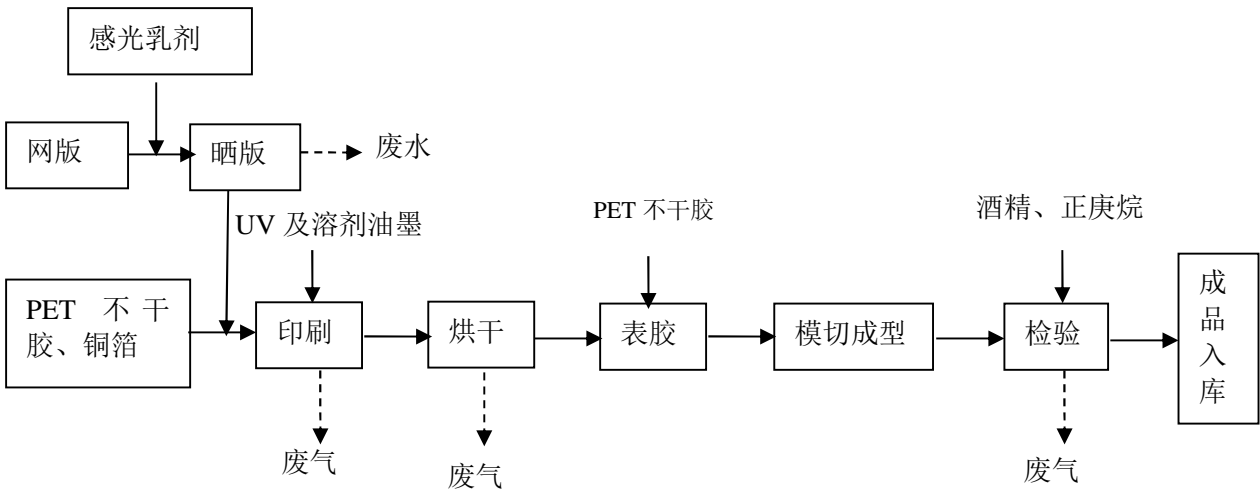 感光乳剂
网版
晒版
废水
UV 及溶剂油墨
PET 不干胶
酒精、正庚烷
PET 不干
胶、铜箔
印刷
烘干
表胶
模切成型
检验
成
品
入
库
废气
废气
废气